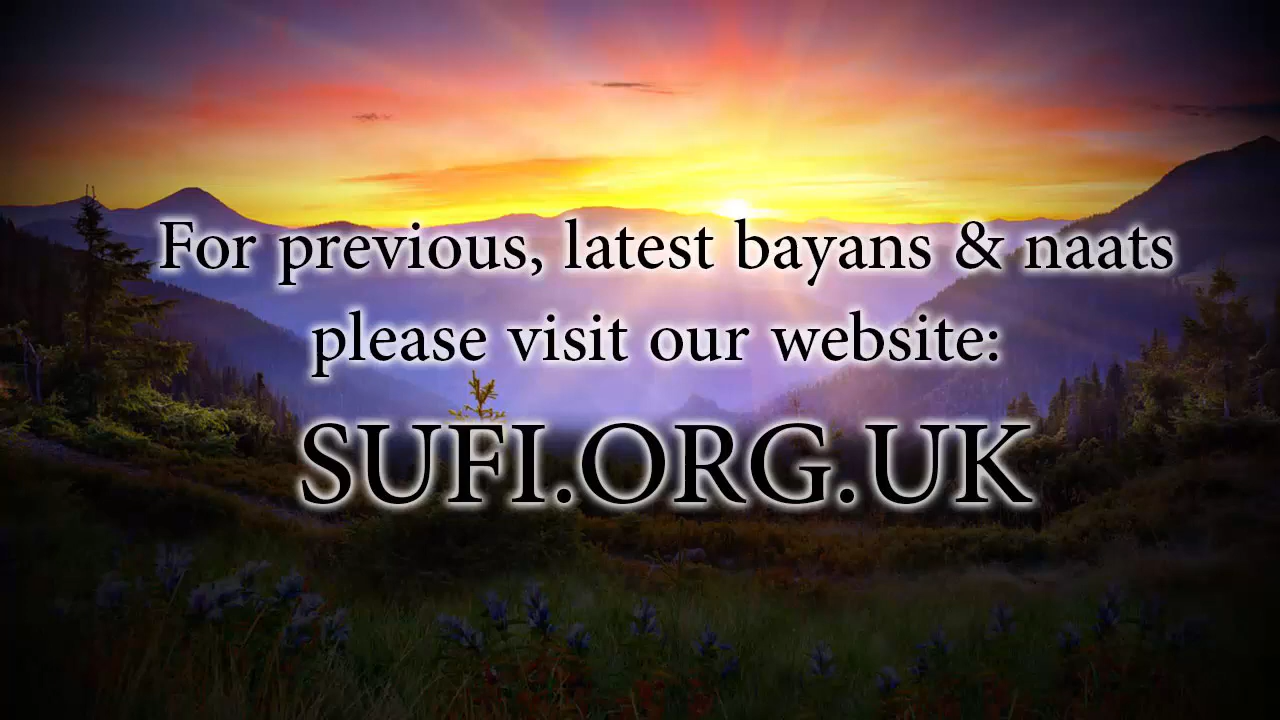 For previous, latest bayans & naats
please visit our website:
SUFI.ORG.UK